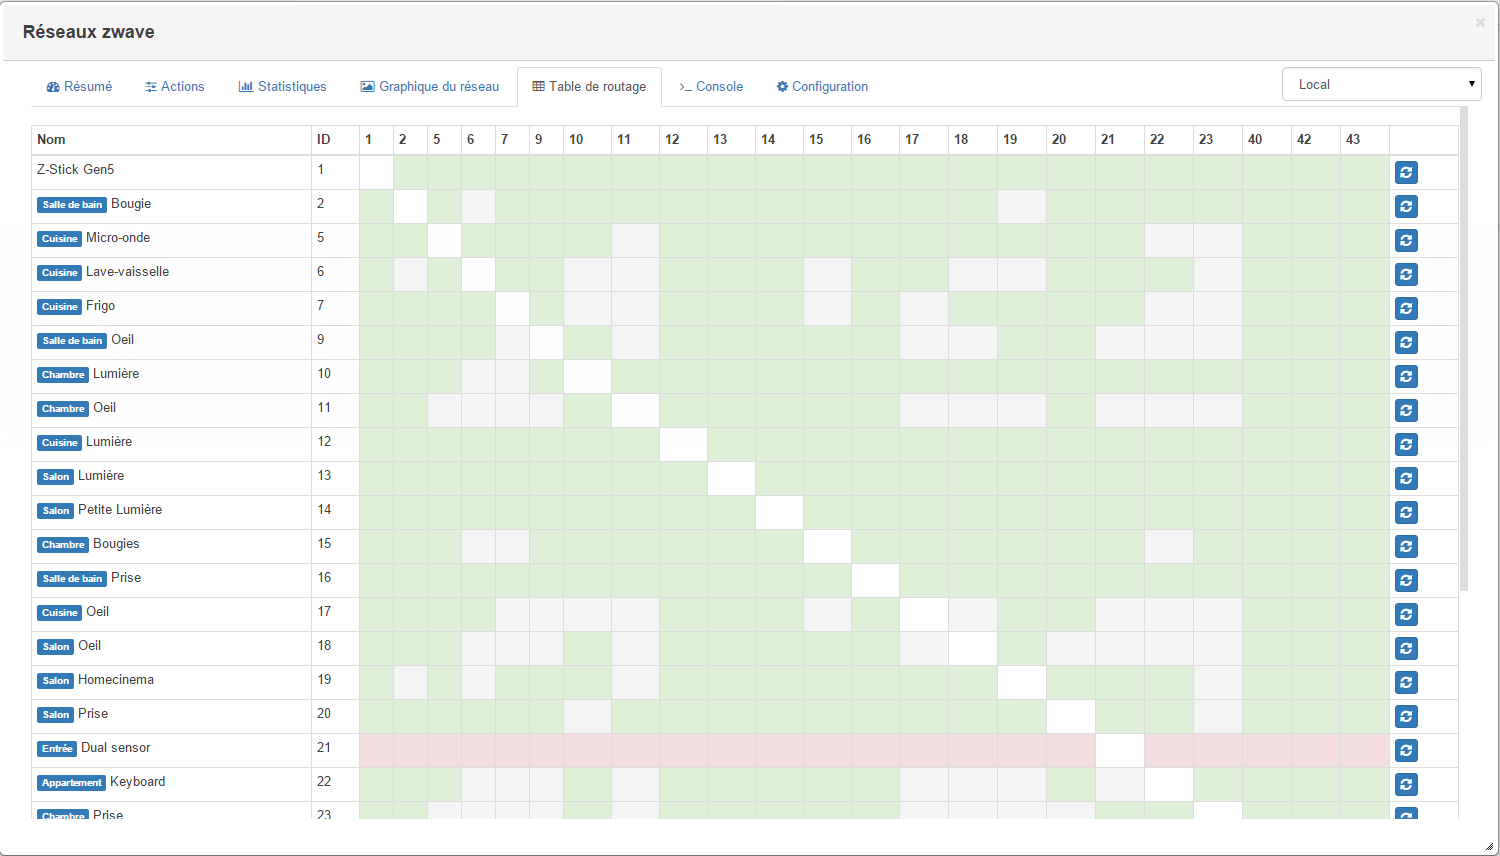 Réseaux zwave ×
Résumé Actions Statistiques Graphique du réseau Table de routage Console Configuration Local
Nom ID 1 2 5 6 7 9 10 11 12 13 14 15 16 17 18 19 20 21 22 23 40 42 43
Z-Stick Gen5 1
Salle de bain Bougie 2
Cuisine Micro-onde 5
Cuisine Lave-vaisselle 6
Cuisine Frigo 7
Salle de bain Oeil 9
Chambre Lumière 10
Chambre Oeil 11
Cuisine Lumière 12
Salon Lumière 13
Salon Petite Lumière 14
Chambre Bougies 15
Salle de bain Prise 16
Cuisine Oeil 17
Salon Oeil 18
Salon Homecinema 19
Salon Prise 20
Entrée Dual sensor 21
Appartement Keyboard 22
Chambre Prise 23